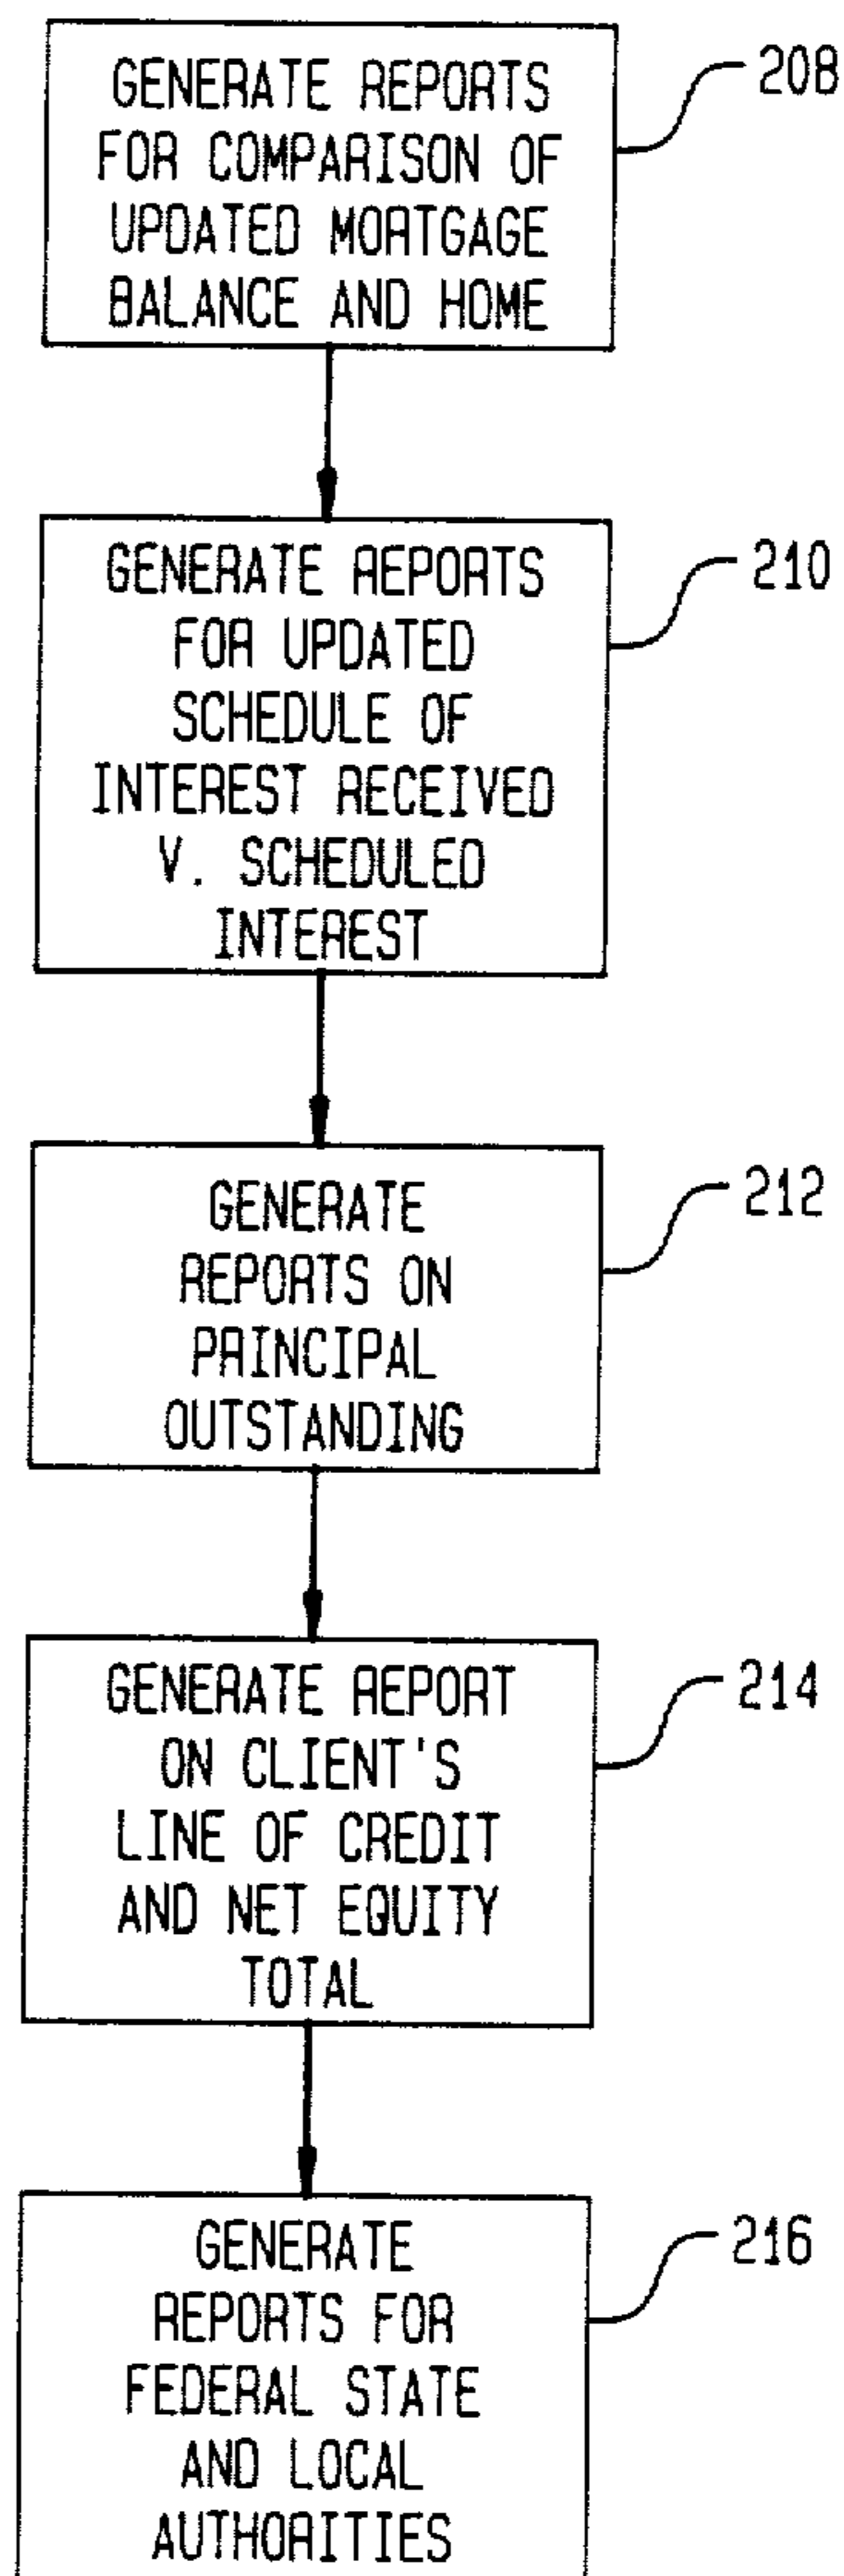 GENERATE REPORTS
FOR COMPARISON OF
UPDATED MORTGAGE
BALANCE AND HOME
208
GENERATE REPORTS
FOR UPDATED
SCHEDULE OF
INTEREST RECEIVED
V. SCHEDULED
INTEREST
210
GENERATE
REPORTS ON
PRINCIPAL
OUTSTANDING
212
GENERATE REPORT
ON CLIENT'S
LINE OF CREDIT
AND NET EQUITY
TOTAL
214
GENERATE
REPORTS FOR
FEDERAL STATE
AND LOCAL
AUTHORITIES
216